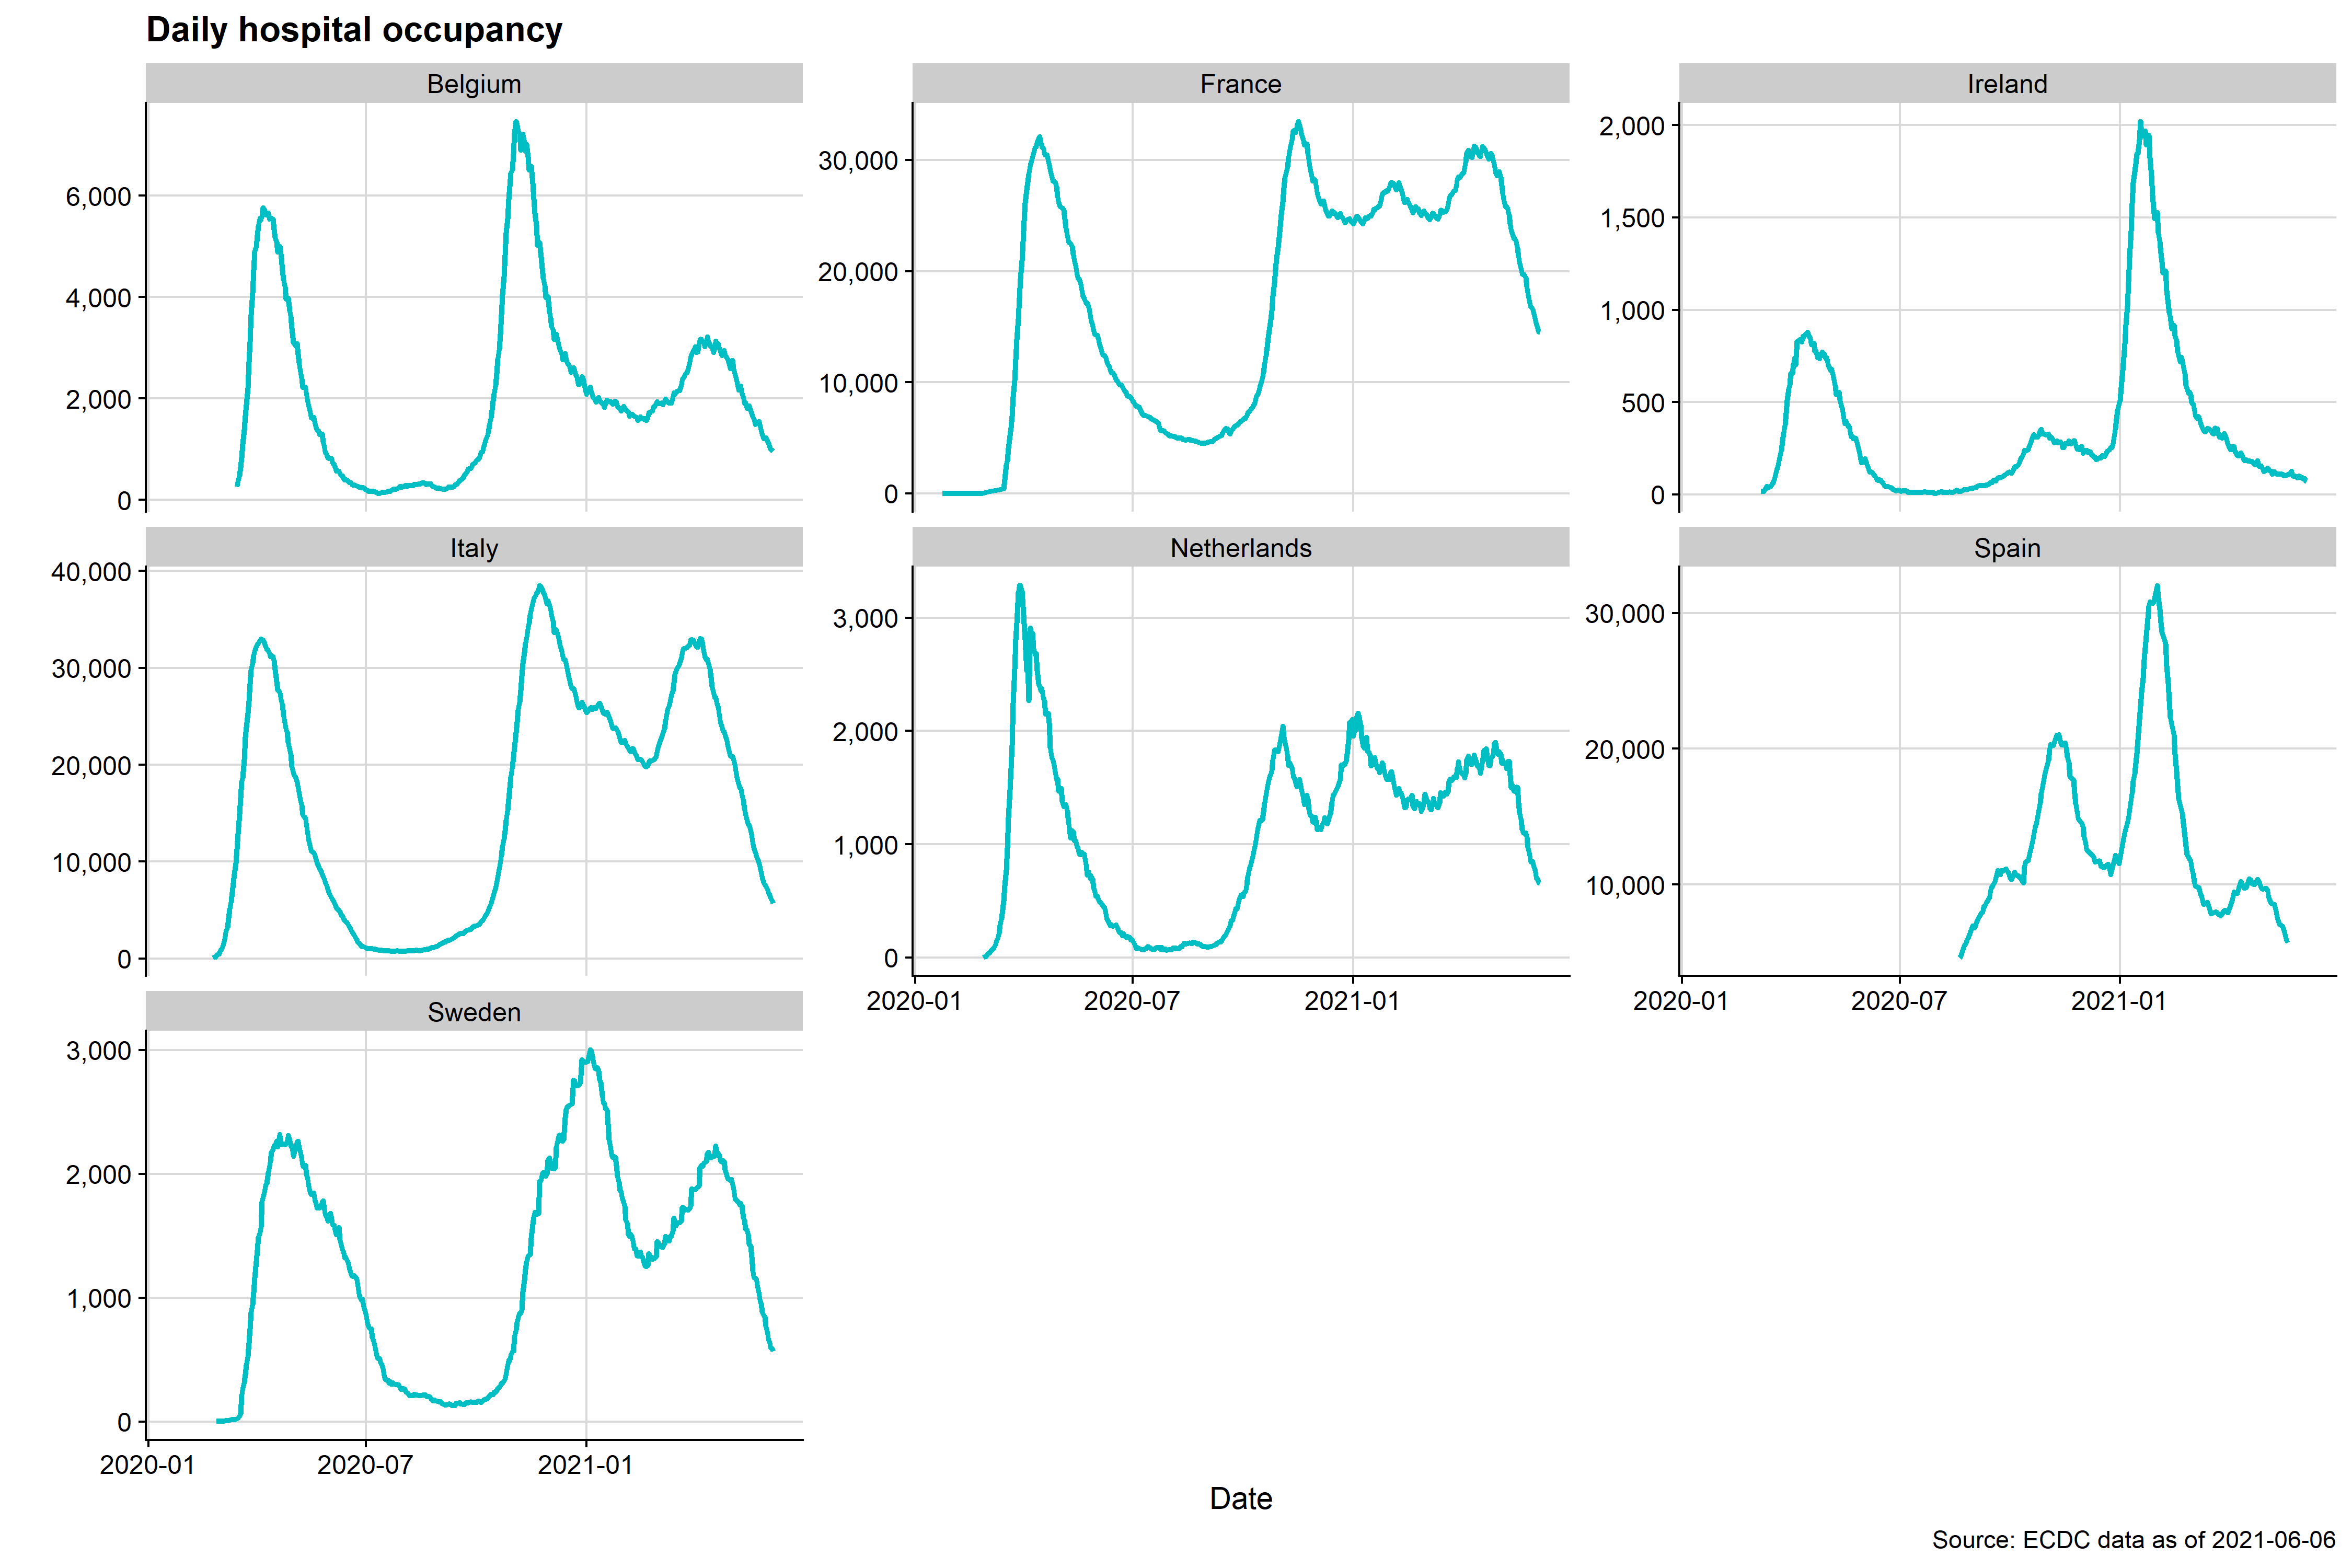 Daily hospital occupancy
Belgium
France
Ireland
6,000
4,000
2,000
0
30,000
20,000
10,000
0
2,000
1,500
1,000
500
0
Italy
Netherlands
Spain
40,000
30,000
20,000
10,000
0
3,000
2,000
1,000
0
30,000
20,000
10,000
2020-01 2020-07 2021-01
2020-01 2020-07 2021-01
Sweden
3,000
2,000
1,000
0
2020-01 2020-07 2021-01
Date
Source: ECDC data as of 2021-06-06